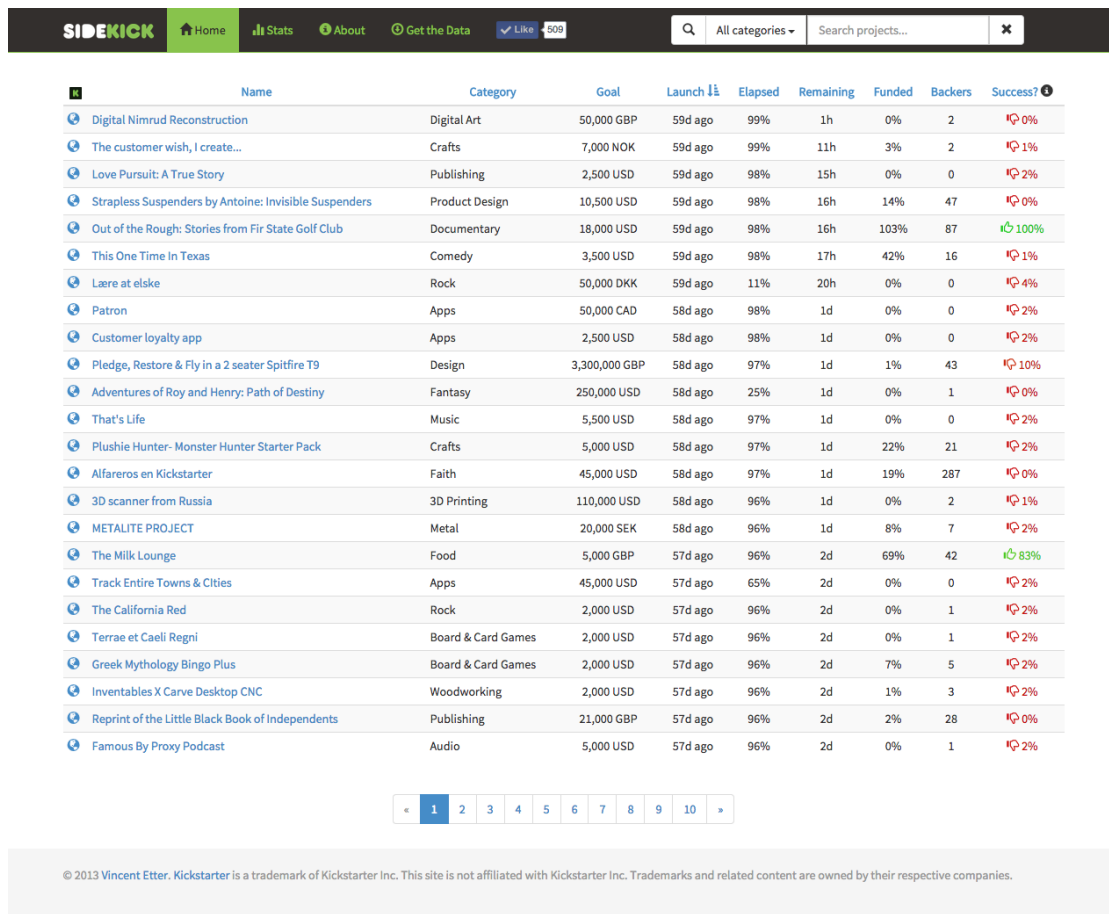 SIDEKICK Home Stats About Get the Data Like 509 All categories Search projects...
K Name Category Goal Launch Elapsed Remaining Funded Backers Success?
Digital Nimrud Reconstruction Digital Art 50,000 GBP 59d ago 99% 1h 0% 2 0%
The customer wish, I create... Crafts 7,000 NOK 59d ago 99% 11h 3% 2 1%
Love Pursuit: A True Story Publishing 2,500 USD 59d ago 98% 15h 0% 0 2%
Strapless Suspenders by Antoine: Invisible Suspenders Product Design 10,500 USD 59d ago 98% 16h 14% 47 0%
Out of the Rough: Stories from Fir State Golf Club Documentary 18,000 USD 59d ago 98% 16h 103% 87 100%
This One Time In Texas Comedy 3,500 USD 59d ago 98% 17h 42% 16 1%
Lære at elske Rock 50,000 DKK 59d ago 11% 20h 0% 0 4%
Patron Apps 50,000 CAD 58d ago 98% 1d 0% 0 2%
Customer loyalty app Apps 2,500 USD 58d ago 98% 1d 0% 0 2%
Pledge, Restore & Fly in a 2 seater Spitfire T9 Design 3,300,000 GBP 58d ago 97% 1d 1% 43 10%
Adventures of Roy and Henry: Path of Destiny Fantasy 250,000 USD 58d ago 25% 1d 0% 1 0%
That's Life Music 5,500 USD 58d ago 97% 1d 0% 0 2%
Plushie Hunter- Monster Hunter Starter Pack Crafts 5,000 USD 58d ago 97% 1d 22% 21 2%
Alfareros en Kickstarter Faith 45,000 USD 58d ago 97% 1d 19% 287 0%
3D scanner from Russia 3D Printing 110,000 USD 58d ago 96% 1d 0% 2 1%
METALITE PROJECT Metal 20,000 SEK 58d ago 96% 1d 8% 7 2%
The Milk Lounge Food 5,000 GBP 57d ago 96% 2d 69% 42 83%
Track Entire Towns & CIties Apps 45,000 USD 57d ago 65% 2d 0% 0 2%
The California Red Rock 2,000 USD 57d ago 96% 2d 0% 1 2%
Terrae et Caeli Regni Board & Card Games 2,000 USD 57d ago 96% 2d 0% 1 2%
Greek Mythology Bingo Plus Board & Card Games 2,000 USD 57d ago 96% 2d 7% 5 2%
Inventables X Carve Desktop CNC Woodworking 2,000 USD 57d ago 96% 2d 1% 3 2%
Reprint of the Little Black Book of Independents Publishing 21,000 GBP 57d ago 96% 2d 2% 28 0%
Famous By Proxy Podcast Audio 5,000 USD 57d ago 96% 2d 0% 1 2%
« 1 2 3 4 5 6 7 8 9 10 »
© 2013 Vincent Etter. Kickstarter is a trademark of Kickstarter Inc. This site is not affiliated with Kickstarter Inc. Trademarks and related content are owned by their respective companies.